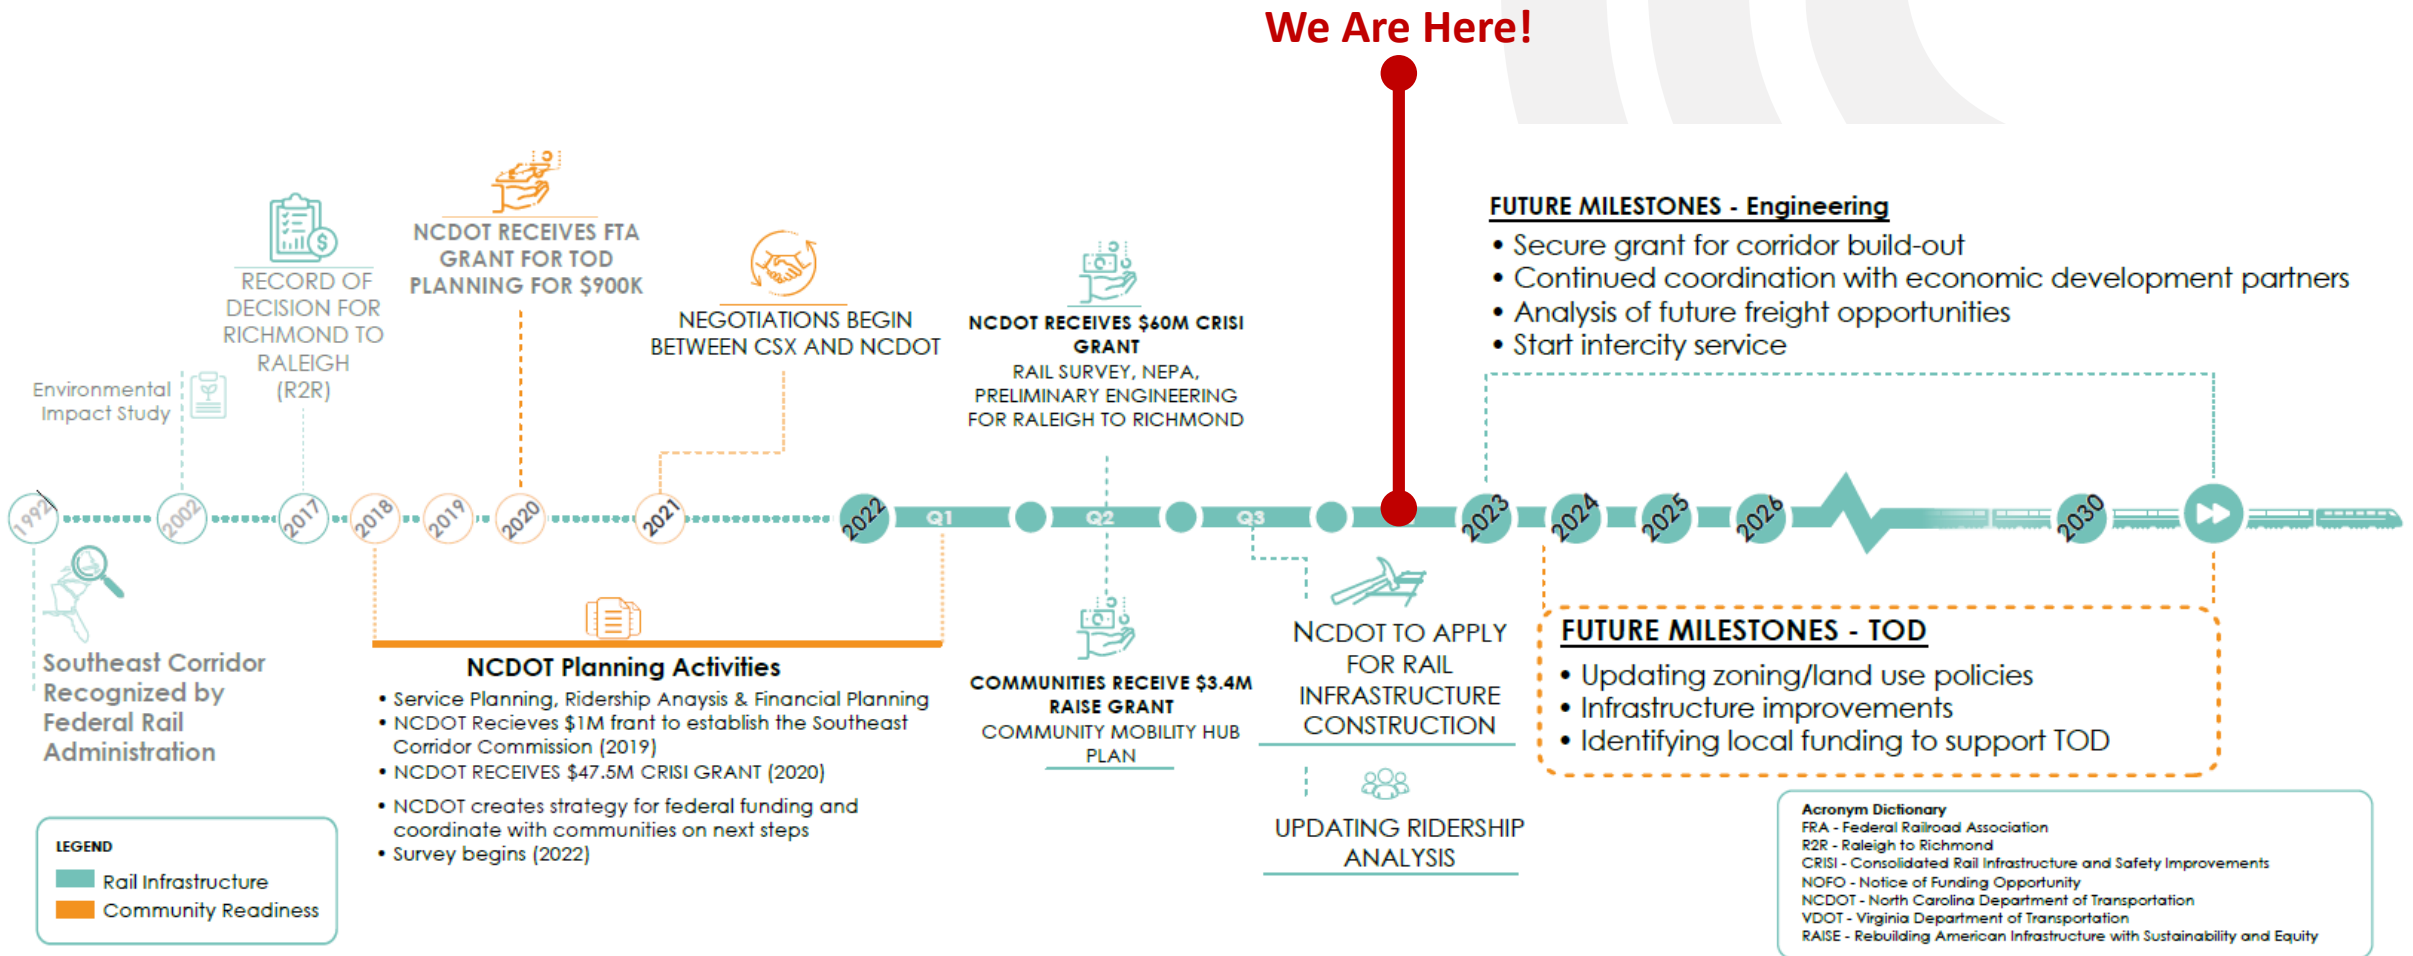 We Are Here!
NCDOT RECEIVES FTA
GRANT FOR TOD
PLANNING FOR $900K
RECORD OF
DECISION FOR
RICHMOND TO
RALEIGH
(R2R)
Environmental
Impact Study
NEGOTIATIONS BEGIN
BETWEEN CSX AND NCDOT
NCDOT RECEIVES $60M CRISI
GRANT
RAIL SURVEY, NEPA,
PRELIMINARY ENGINEERING
FOR RALEIGH TO RICHMOND
FUTURE MILESTONES - Engineering
• Secure grant for corridor build-out
• Continued coordination with economic development partners
• Analysis of future freight opportunities
• Start intercity service
1992
2002
2017
2018
2019
2020
2021
2022
Q1
Q2
Q3
2023
2024
2025
2026
2030
Southeast Corridor
Recognized by
Federal Rail
Administration
NCDOT Planning Activities
• Service Planning, Ridership Anaysis & Financial Planning
• NCDOT Recieves $1M frant to establish the Southeast
Corridor Commission (2019)
• NCDOT RECEIVES $47.5M CRISI GRANT (2020)
• NCDOT creates strategy for federal funding and
coordinate with communities on next steps
• Survey begins (2022)
COMMUNITIES RECEIVE $3.4M
RAISE GRANT
COMMUNITY MOBILITY HUB
PLAN
NCDOT TO APPLY
FOR RAIL
INFRASTRUCTURE
CONSTRUCTION
UPDATING RIDERSHIP
ANALYSIS
FUTURE MILESTONES - TOD
• Updating zoning/land use policies
• Infrastructure improvements
• Identifying local funding to support TOD
LEGEND
Rail Infrastructure
Community Readiness
Acronym Dictionary
FRA - Federal Railroad Association
R2R - Raleigh to Richmond
CRISI - Consolidated Rail Infrastructure and Safety Improvements
NOFO - Notice of Funding Opportunity
NCDOT - North Carolina Department of Transportation
VDOT - Virginia Department of Transportation
RAISE - Rebuilding American Infrastructure with Sustainability and Equity